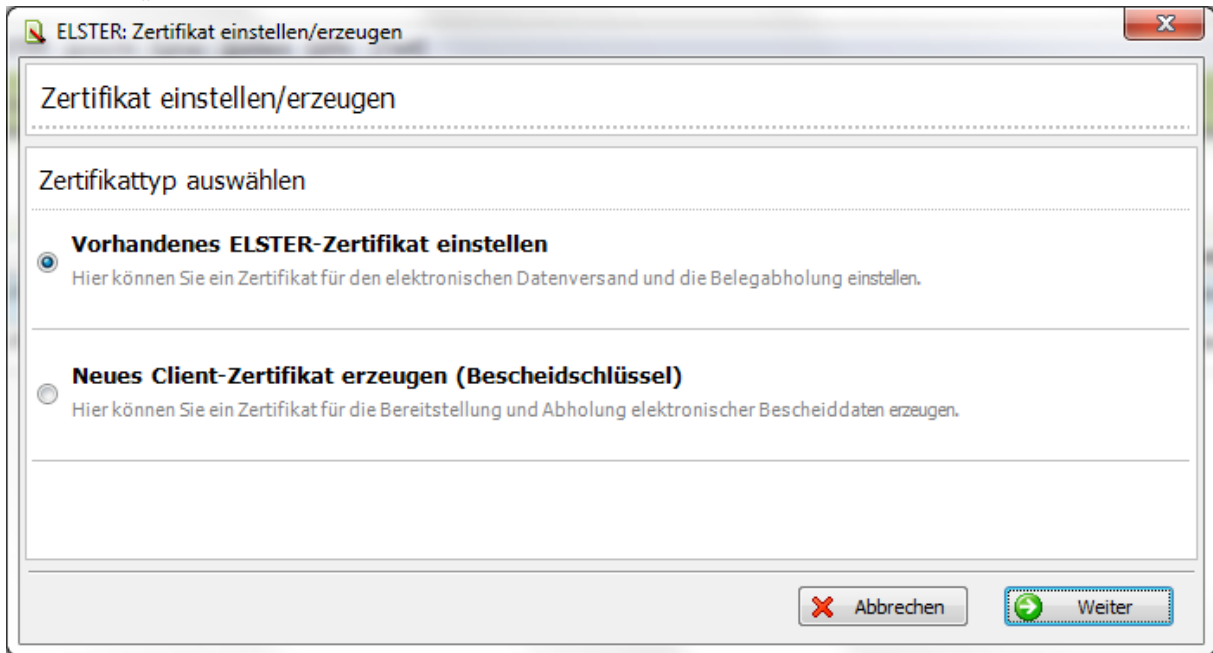 ELSTER: Zertifikat einstellen/erzeugen
Zertifikat einstellen/erzeugen
Zertifikattyp auswählen
Vorhandenes ELSTER-Zertifikat einstellen
Hier können Sie ein Zertifikat für den elektronischen Datenversand und die Belegabholung einstellen.
Neues Client-Zertifikat erzeugen (Bescheidschlüssel)
Hier können Sie ein Zertifikat für die Bereitstellung und Abholung elektronischer Bescheiddaten erzeugen.
Abbrechen Weiter